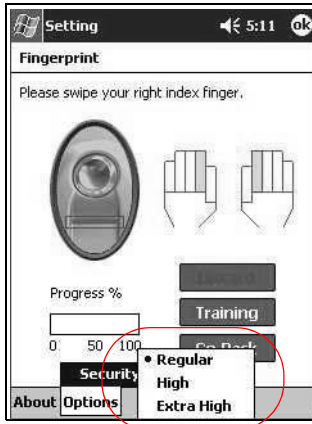 Setting 5:11 ok
Fingerprint
Please swipe your right index finger.
Progress %
Training
0 50 100
Security
Regular
High
Extra High
About Options